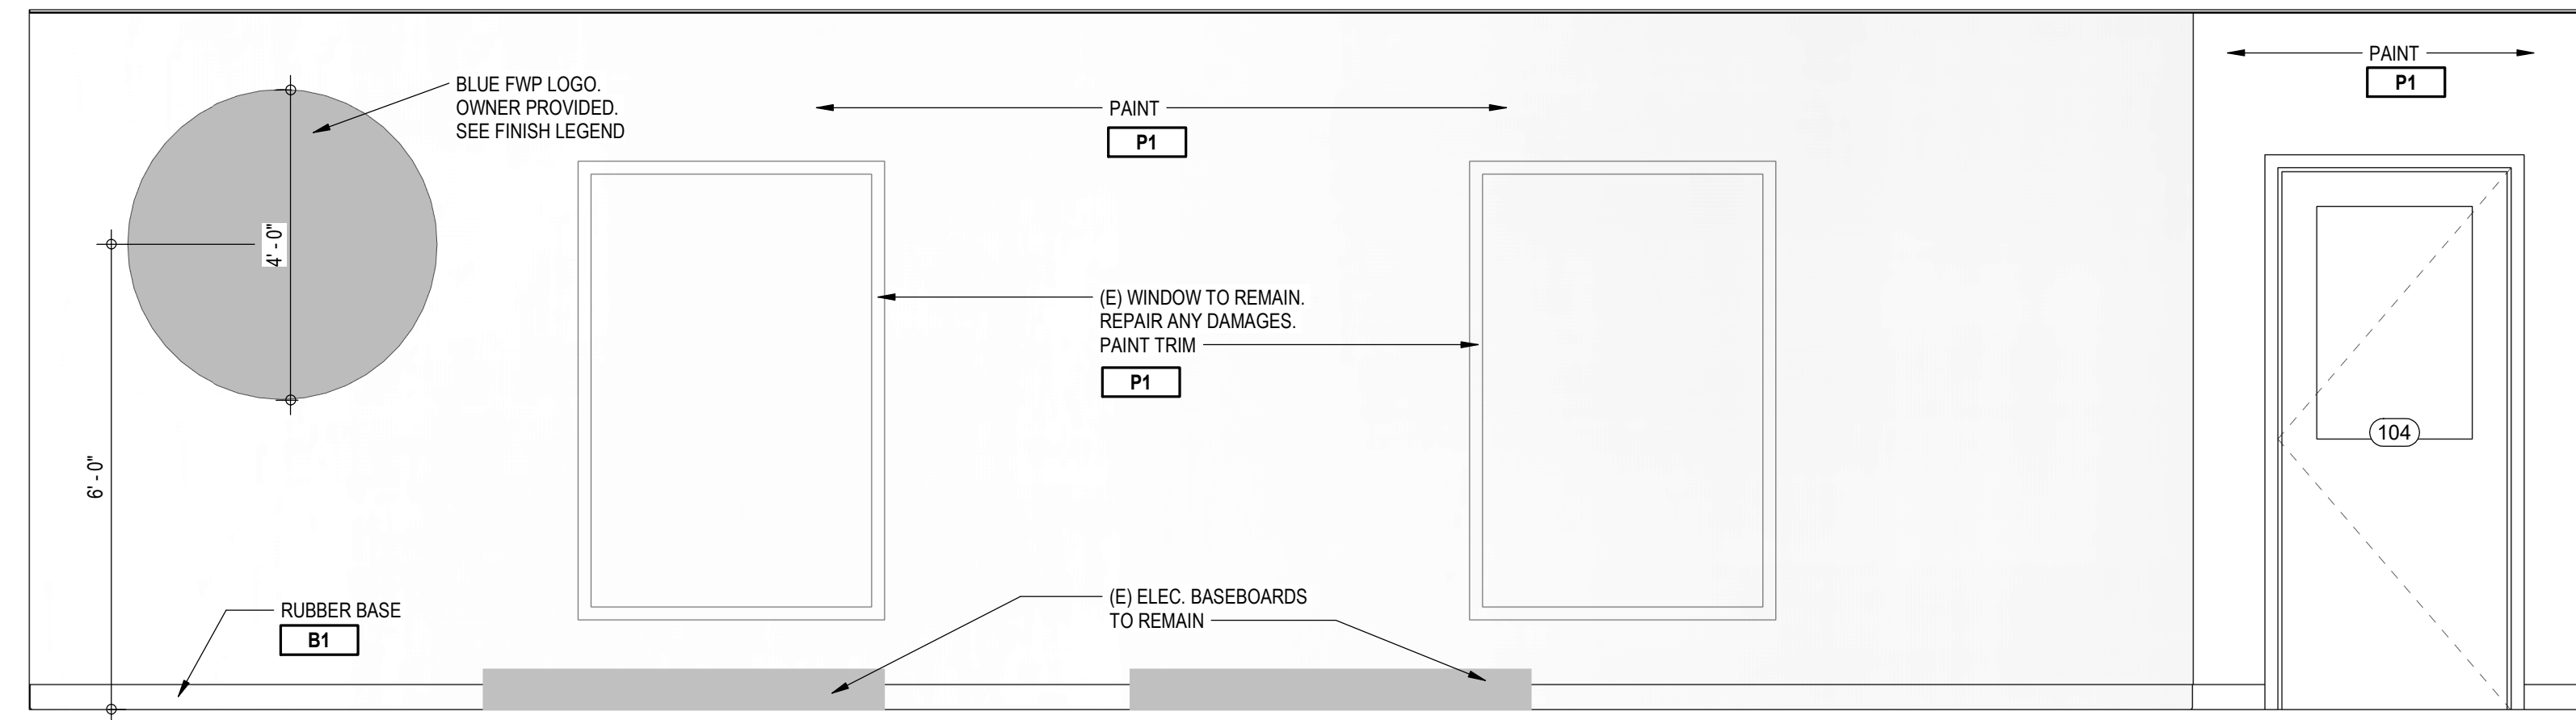 BLUE FWP LOGO.
OWNER PROVIDED.
SEE FINISH LEGEND
PAINT
P1
PAINT
P1
4' - 0"
6' - 0"
(E) WINDOW TO REMAIN.
REPAIR ANY DAMAGES.
PAINT TRIM
P1
104
RUBBER BASE
B1
(E) ELEC. BASEBOARDS
TO REMAIN